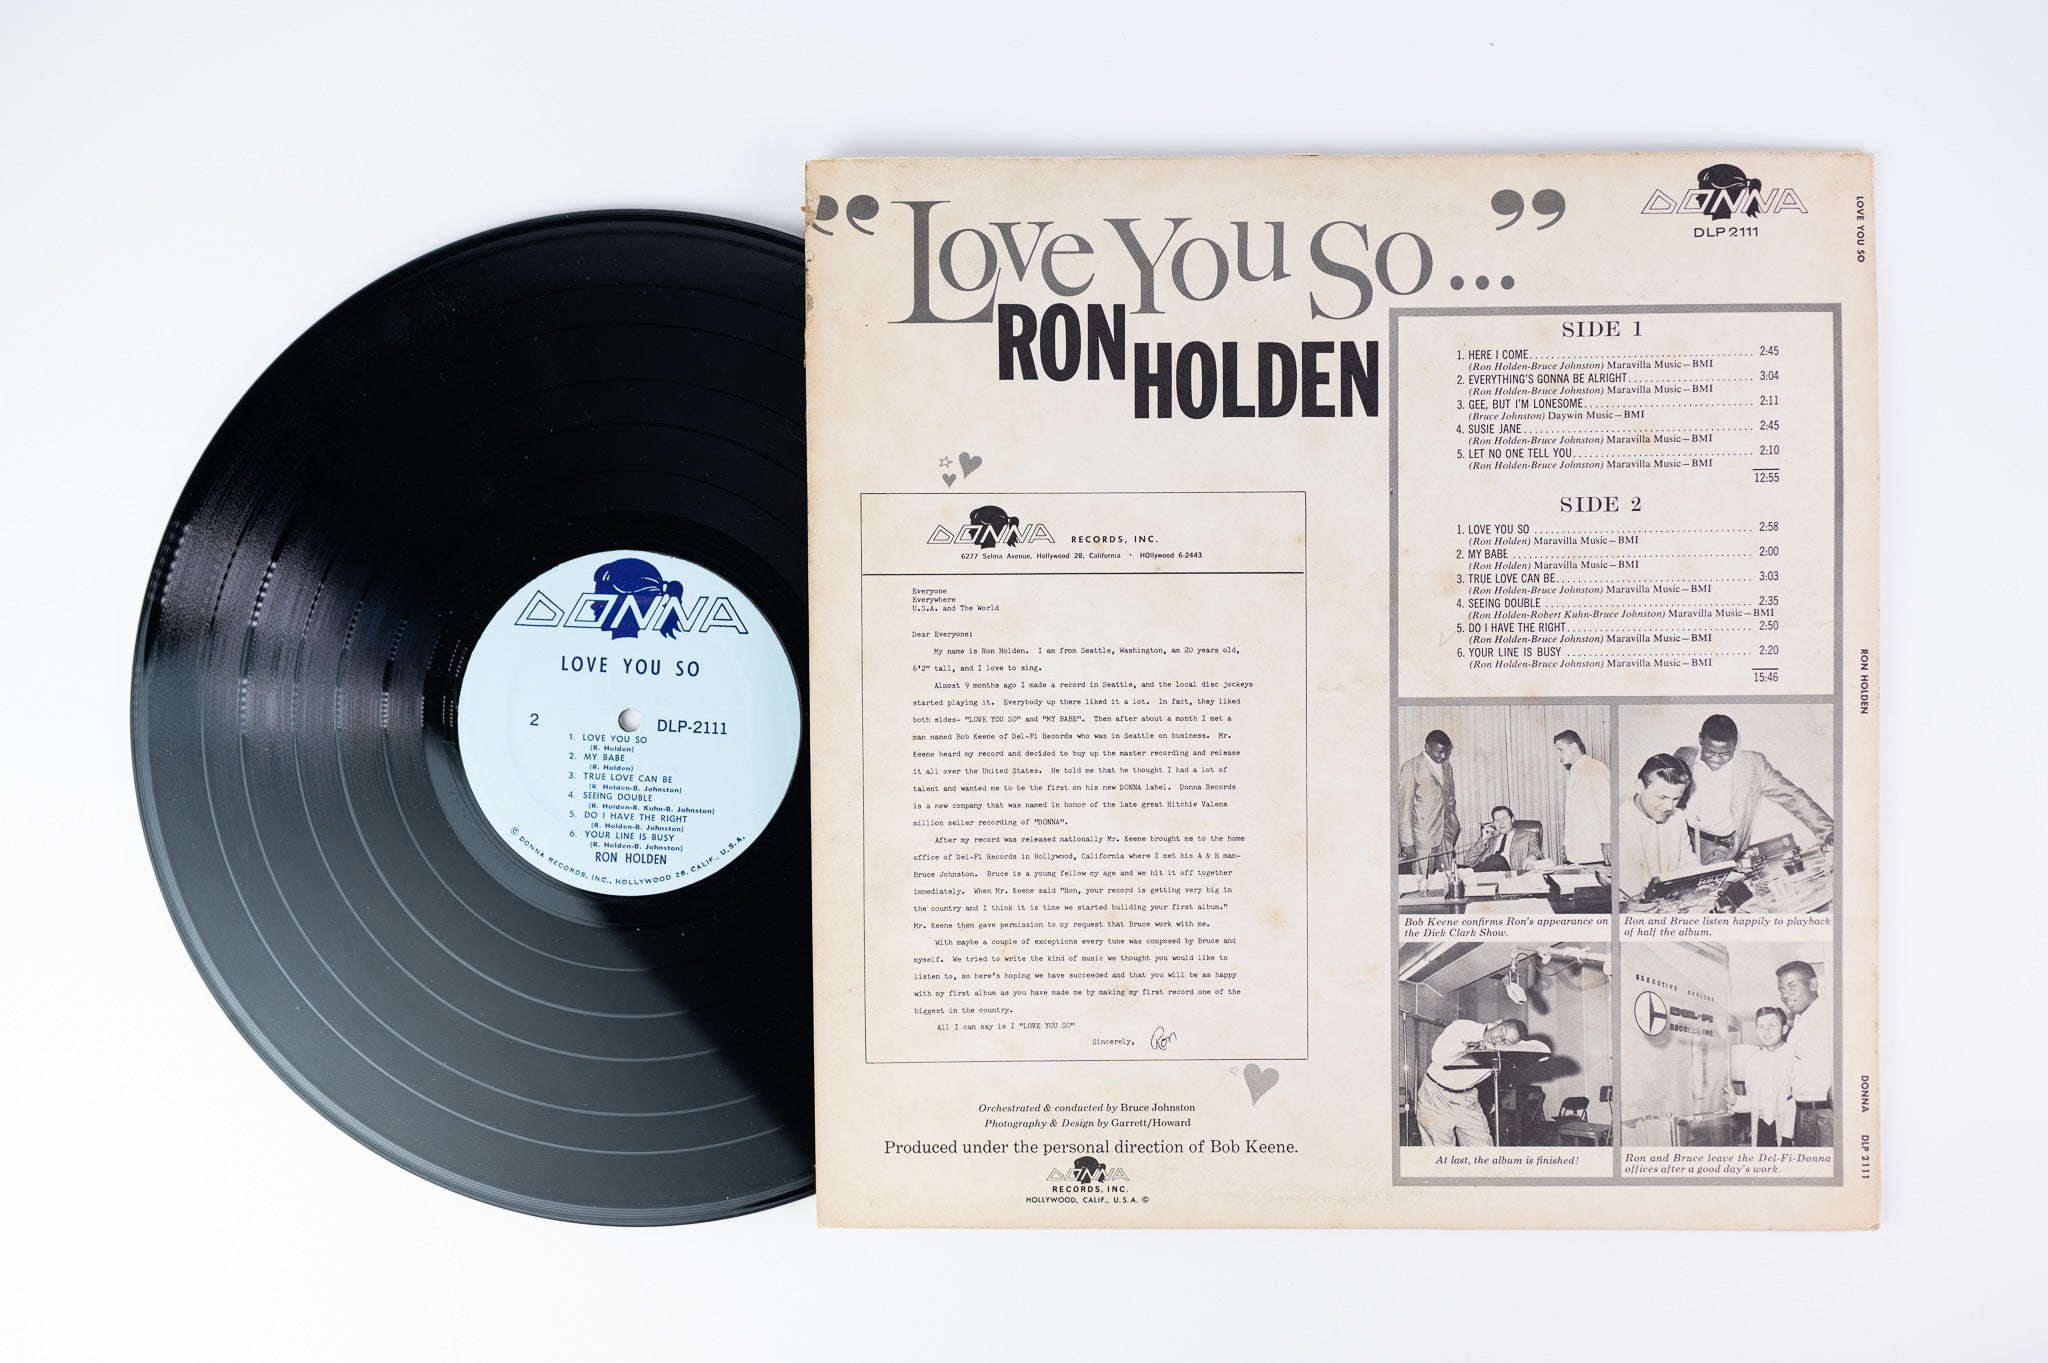 DONNA
LOVE YOU SO
2
DLP-2111
1. LOVE YOU SO
(R. Holden)
2. MY BABE
(R. Holden)
3. TRUE LOVE CAN BE
(R. Holden-B. Johnston)
4. SEEING DOUBLE
(R. Holden-R. Kuhn-B. Johnston)
5. DO I HAVE THE RIGHT
(R. Holden-B. Johnston)
6. YOUR LINE IS BUSY
(R. Holden-B. Johnston)
RON HOLDEN
© DONNA RECORDS, INC., HOLLYWOOD 28, CALIF., U.S.A.
"LOVE YOU SO..."
RON HOLDEN
DONNA
DLP 2111
DONNA RECORDS, INC.
6277 Selma Avenue, Hollywood 28, California • HOllywood 6-2443
Everyone
Everywhere
U.S.A. and The World
Dear Everyone:
My name is Ron Holden. I am from Seattle, Washington, am 20 years old,
6'2" tall, and I love to sing.
Almost 9 months ago I made a record in Seattle, and the local disc jockeys
started playing it. Everybody up there liked it a lot. In fact, they liked
both sides- "LOVE YOU SO" and "MY BABE". Then after about a month I met a
man named Bob Keene of Del-Fi Records who was in Seattle on business. Mr.
Keene heard my record and decided to buy up the master recording and release
it all over the United States. He told me that he thought I had a lot of
talent and wanted me to be the first on his new DONNA label. Donna Records
is a new company that was named in honor of the late great Ritchie Valens
million seller recording of "DONNA".
After my record was released nationally Mr. Keene brought me to the home
office of Del-Fi Records in Hollywood, California where I met his A & R man-
Bruce Johnston. Bruce is a young fellow my age and we hit it off together
immediately. When Mr. Keene said "Ron, your record is getting very big in
the country and I think it is time we started building your first album."
Mr. Keene then gave permission to my request that Bruce work with me.
With maybe a couple of exceptions every tune was composed by Bruce and
myself. We tried to write the kind of music we thought you would like to
listen to, so here's hoping we have succeeded and that you will be as happy
with my first album as you have made me by making my first record one of the
biggest in the country.
All I can say is I "LOVE YOU SO"
Sincerely, Ron
Orchestrated & conducted by Bruce Johnston
Photography & Design by Garrett/Howard
Produced under the personal direction of Bob Keene.
DONNA
RECORDS, INC.
HOLLYWOOD, CALIF., U.S.A. ©
SIDE 1
1. HERE I COME 2:45
(Ron Holden-Bruce Johnston) Maravilla Music—BMI
2. EVERYTHING'S GONNA BE ALRIGHT 3:04
(Ron Holden-Bruce Johnston) Maravilla Music—BMI
3. GEE, BUT I'M LONESOME 2:11
(Bruce Johnston) Daywin Music—BMI
4. SUSIE JANE 2:45
(Ron Holden-Bruce Johnston) Maravilla Music—BMI
5. LET NO ONE TELL YOU 2:10
(Ron Holden-Bruce Johnston) Maravilla Music—BMI
12:55
SIDE 2
1. LOVE YOU SO 2:58
(Ron Holden) Maravilla Music—BMI
2. MY BABE 2:00
(Ron Holden) Maravilla Music—BMI
3. TRUE LOVE CAN BE 3:03
(Ron Holden-Bruce Johnston) Maravilla Music—BMI
4. SEEING DOUBLE 2:35
(Ron Holden-Robert Kuhn-Bruce Johnston) Maravilla Music—BMI
5. DO I HAVE THE RIGHT 2:50
(Ron Holden-Bruce Johnston) Maravilla Music—BMI
6. YOUR LINE IS BUSY 2:20
(Ron Holden-Bruce Johnston) Maravilla Music—BMI
15:46
Bob Keene confirms Ron's appearance on
the Dick Clark Show.
Ron and Bruce listen happily to playback
of half the album.
EXECUTIVE OFFICES
DEL-FI
RECORDS, INC.
At last, the album is finished!
Ron and Bruce leave the Del-Fi-Donna
offices after a good day's work.
LOVE YOU SO
RON HOLDEN
DONNA
DLP 2111